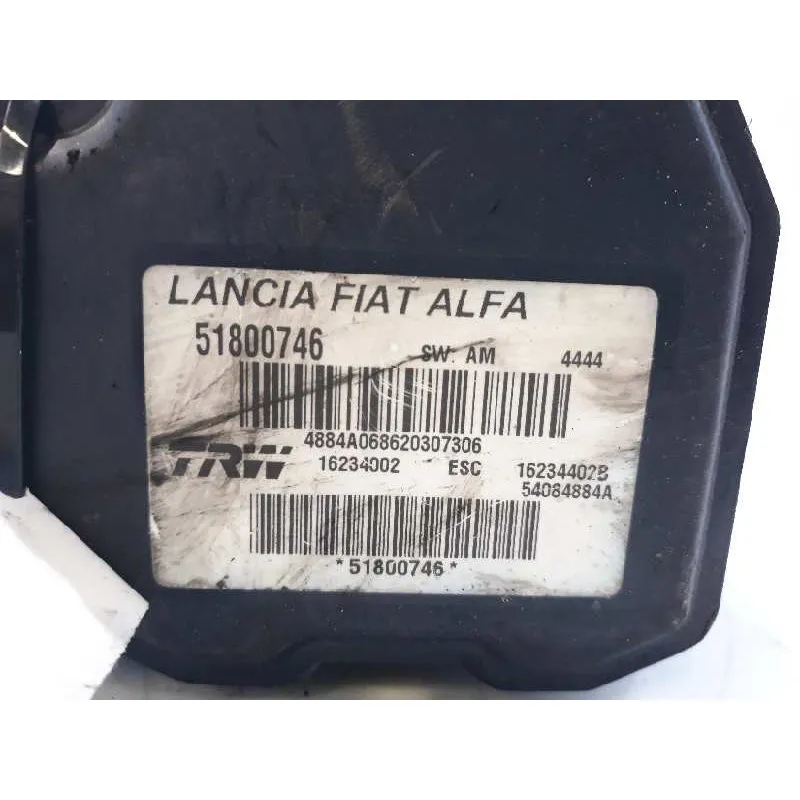 LANCIA FIAT ALFA
51800746 SW: AM 4444
4884A068620307306
TRW 16234002 ESC 16234402B
54084884A
*51800746*